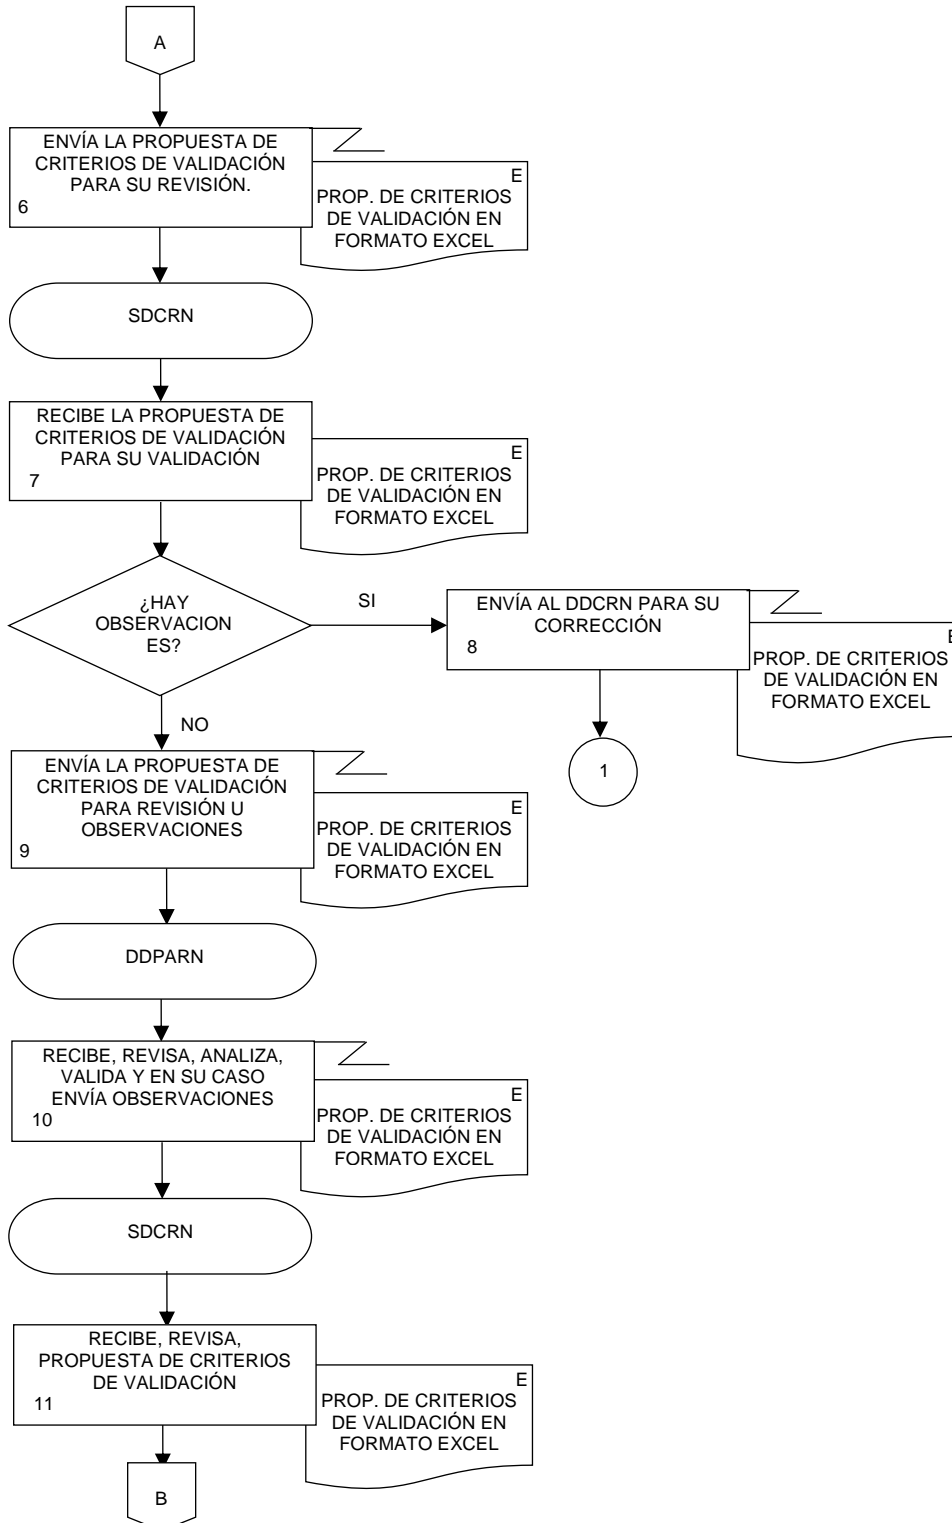 A
ENVÍA LA PROPUESTA DE
CRITERIOS DE VALIDACIÓN
PARA SU REVISIÓN.
6
E
PROP. DE CRITERIOS
DE VALIDACIÓN EN
FORMATO EXCEL
SDCRN
RECIBE LA PROPUESTA DE
CRITERIOS DE VALIDACIÓN
PARA SU VALIDACIÓN
7
E
PROP. DE CRITERIOS
DE VALIDACIÓN EN
FORMATO EXCEL
¿HAY
OBSERVACION
ES?
SI
ENVÍA AL DDCRN PARA SU
CORRECCIÓN
8
E
PROP. DE CRITERIOS
DE VALIDACIÓN EN
FORMATO EXCEL
1
NO
ENVÍA LA PROPUESTA DE
CRITERIOS DE VALIDACIÓN
PARA REVISIÓN U
OBSERVACIONES
9
E
PROP. DE CRITERIOS
DE VALIDACIÓN EN
FORMATO EXCEL
DDPARN
RECIBE, REVISA, ANALIZA,
VALIDA Y EN SU CASO
ENVÍA OBSERVACIONES
10
E
PROP. DE CRITERIOS
DE VALIDACIÓN EN
FORMATO EXCEL
SDCRN
RECIBE, REVISA,
PROPUESTA DE CRITERIOS
DE VALIDACIÓN
11
E
PROP. DE CRITERIOS
DE VALIDACIÓN EN
FORMATO EXCEL
B